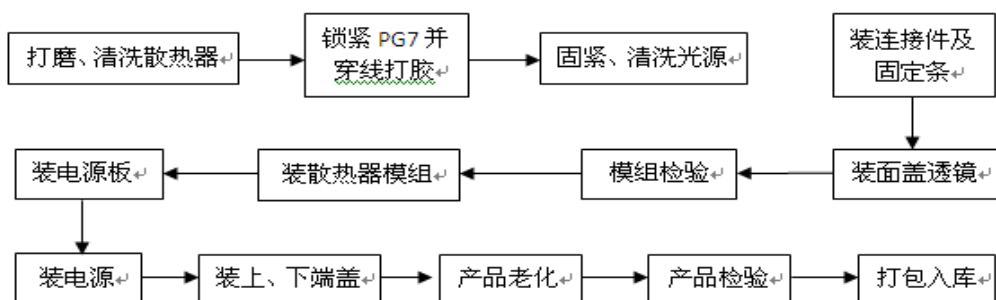 打磨、清洗散热器
锁紧 PG7 并
穿线打胶
固紧、清洗光源
装连接件及
固定条
装面盖透镜
模组检验
装散热器模组
装电源板
装电源
装上、下端盖
产品老化
产品检验
打包入库